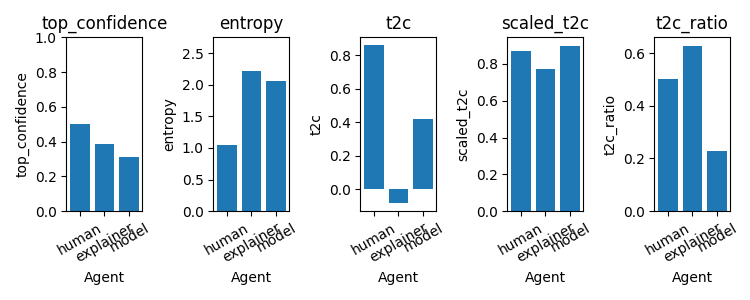 top_confidence
top_confidence
1.0
0.8
0.6
0.4
0.2
0.0
human
explainer
model
Agent
entropy
entropy
2.5
2.0
1.5
1.0
0.5
0.0
human
explainer
model
Agent
t2c
t2c
0.8
0.6
0.4
0.2
0.0
human
explainer
model
Agent
scaled_t2c
scaled_t2c
0.8
0.6
0.4
0.2
0.0
human
explainer
model
Agent
t2c_ratio
t2c_ratio
0.6
0.4
0.2
0.0
human
explainer
model
Agent